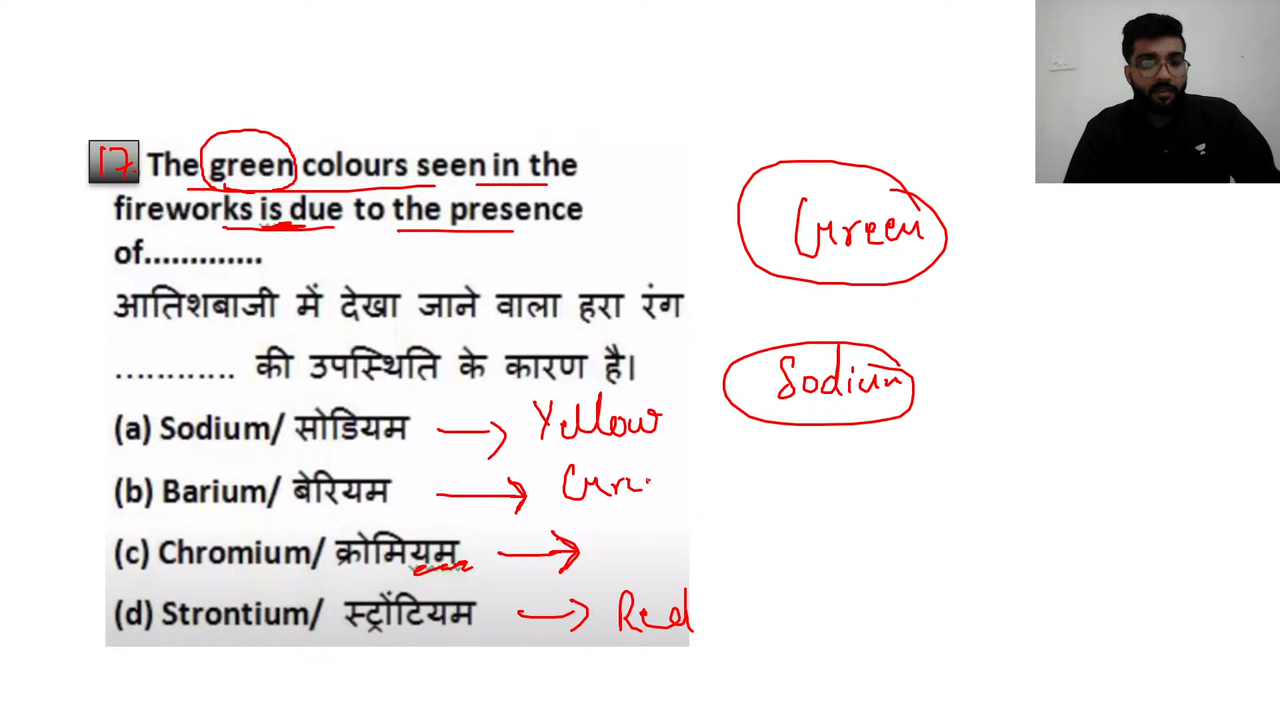 17. The green colours seen in the
fireworks is due to the presence
of.............
आतिशबाजी में देखा जाने वाला हरा रंग
............ की उपस्थिति के कारण है।
(a) Sodium/ सोडियम → Yellow
(b) Barium/ बेरियम →
(c) Chromium/ क्रोमियम →
(d) Strontium/ स्ट्रोंटियम → Red
Green
Sodium